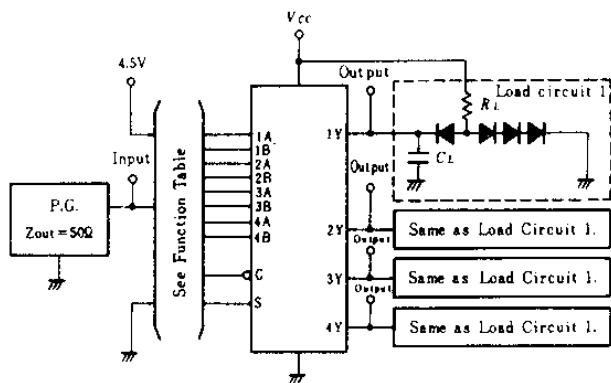 Vcc
4.5V
Output
Load circuit 1
RL
Input
1A
1B
2A
2B
3A
3B
4A
4B
G
S
See Function Table
P.G.
Zout = 50Ω
1Y
CL
Output
2Y
Same as Load Circuit 1.
Output
3Y
Same as Load Circuit 1.
Output
4Y
Same as Load Circuit 1.